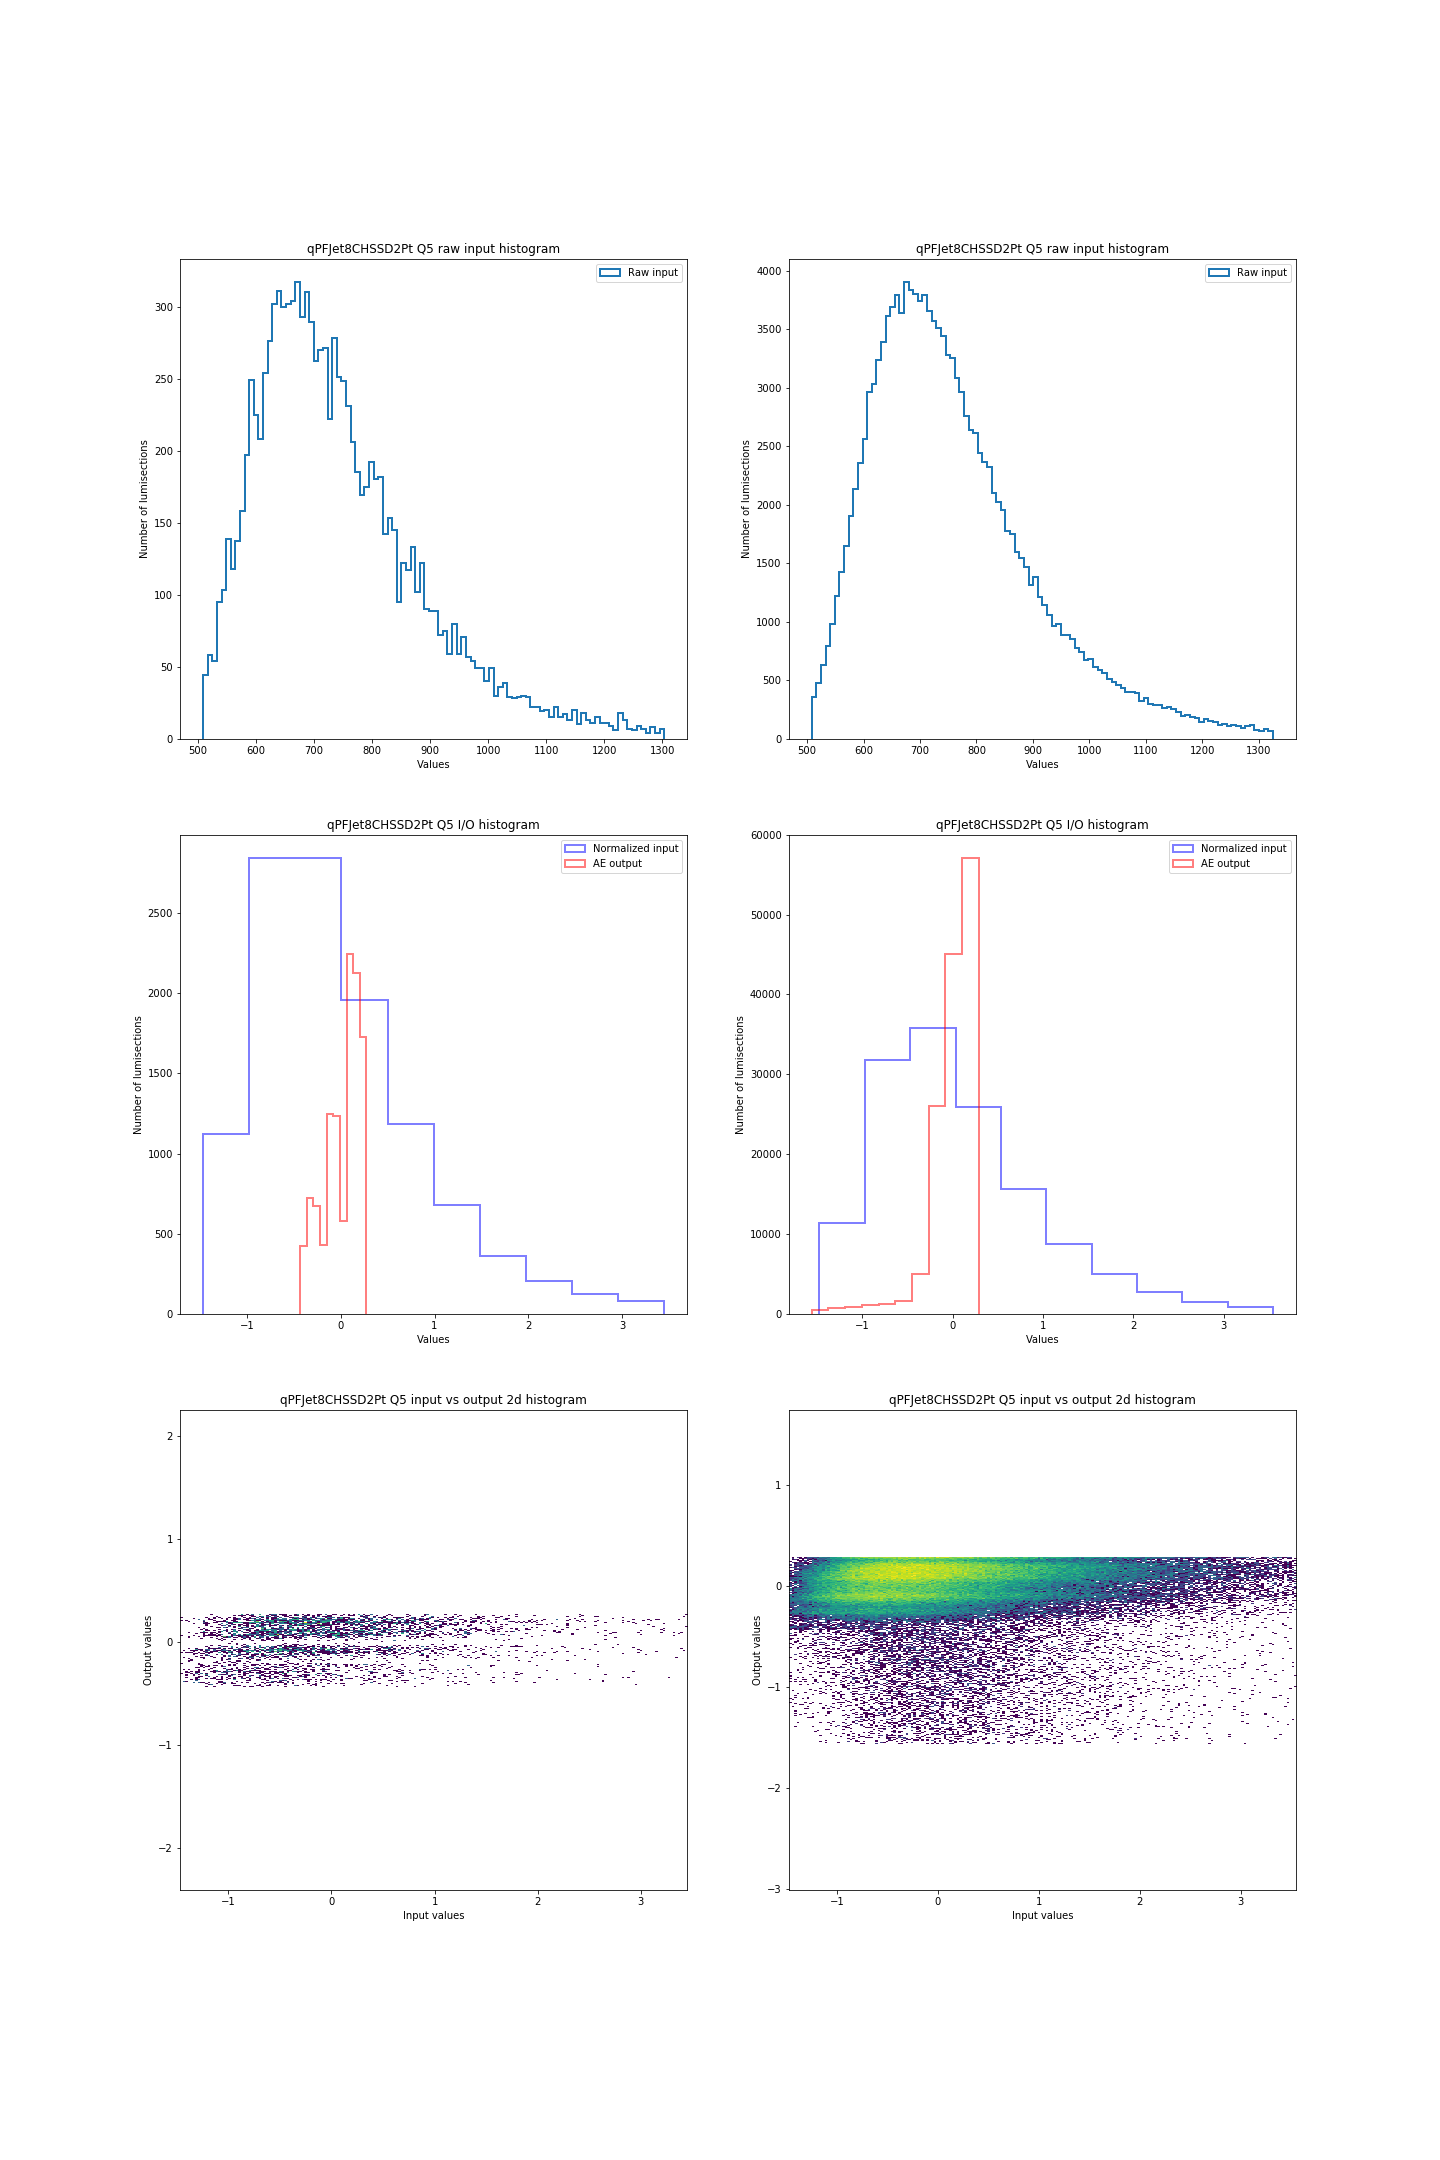 qPFJet8CHSSD2Pt Q5 raw input histogram
Raw input
300
250
200
150
100
50
0
Number of lumisections
500 600 700 800 900 1000 1100 1200 1300
Values
qPFJet8CHSSD2Pt Q5 raw input histogram
Raw input
4000
3500
3000
2500
2000
1500
1000
500
0
Number of lumisections
500 600 700 800 900 1000 1100 1200 1300
Values
qPFJet8CHSSD2Pt Q5 I/O histogram
Normalized input
AE output
2500
2000
1500
1000
500
0
Number of lumisections
−1 0 1 2 3
Values
qPFJet8CHSSD2Pt Q5 I/O histogram
Normalized input
AE output
60000
50000
40000
30000
20000
10000
0
Number of lumisections
−1 0 1 2 3
Values
qPFJet8CHSSD2Pt Q5 input vs output 2d histogram
2
1
0
−1
−2
Output values
−1 0 1 2 3
Input values
qPFJet8CHSSD2Pt Q5 input vs output 2d histogram
1
0
−1
−2
−3
Output values
−1 0 1 2 3
Input values